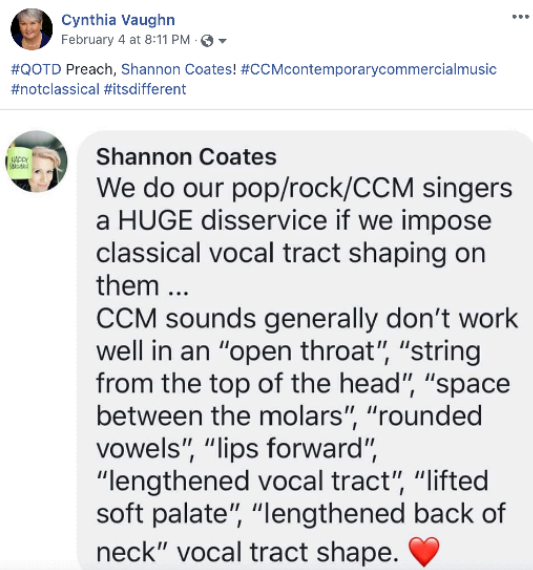 Cynthia Vaughn
February 4 at 8:11 PM ·
#QOTD Preach, Shannon Coates! #CCMcontemporarycommercialmusic
#notclassical #itsdifferent
Shannon Coates
We do our pop/rock/CCM singers
a HUGE disservice if we impose
classical vocal tract shaping on
them ...
CCM sounds generally don’t work
well in an “open throat”, “string
from the top of the head”, “space
between the molars”, “rounded
vowels”, “lips forward”,
“lengthened vocal tract”, “lifted
soft palate”, “lengthened back of
neck” vocal tract shape. ❤️